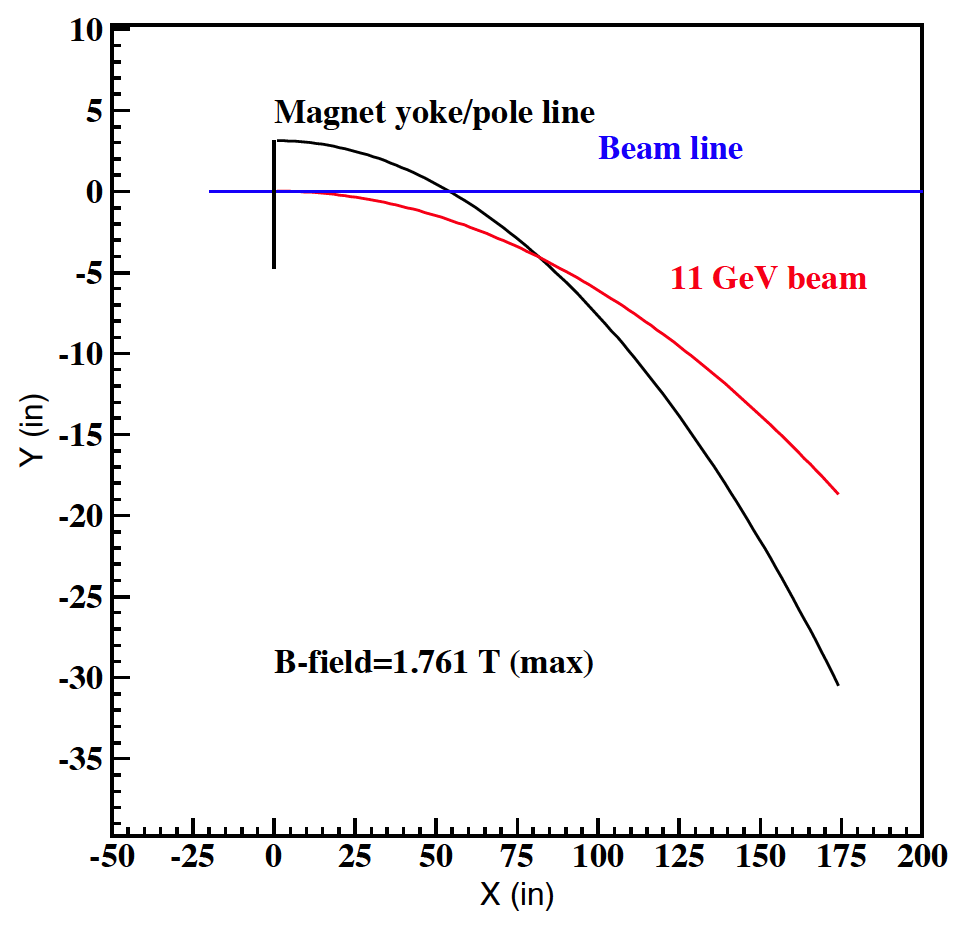 10
Magnet yoke/pole line
5
Beam line
0
11 GeV beam
-5
-10
-15
Y (in)
-20
-25
B-field=1.761 T (max)
-30
-35
-50 -25 0 25 50 75 100 125 150 175 200
X (in)